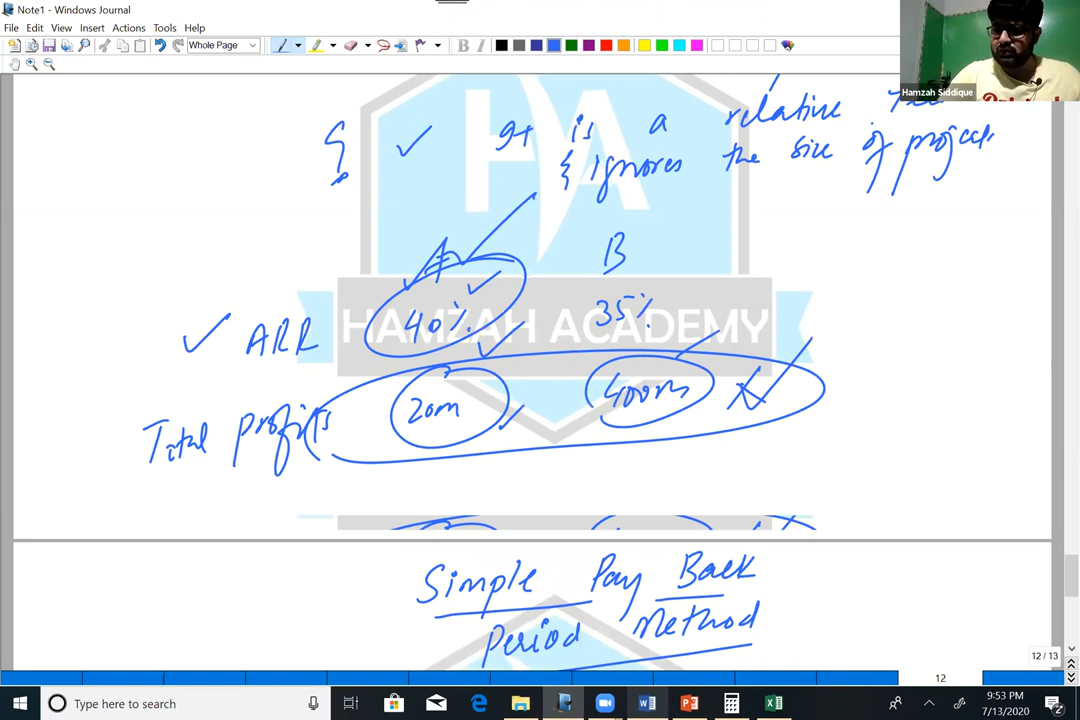 Note1 - Windows Journal
File Edit View Insert Actions Tools Help
Whole Page
B I
Hamzah Siddique
It is a relative
& ignores the size of project
A B
ARR 40% 35%
HAMZAH ACADEMY
Total profits 20m 400m
Simple Pay Back
Period Method
12 / 13
12
Type here to search
9:53 PM
7/13/2020
2